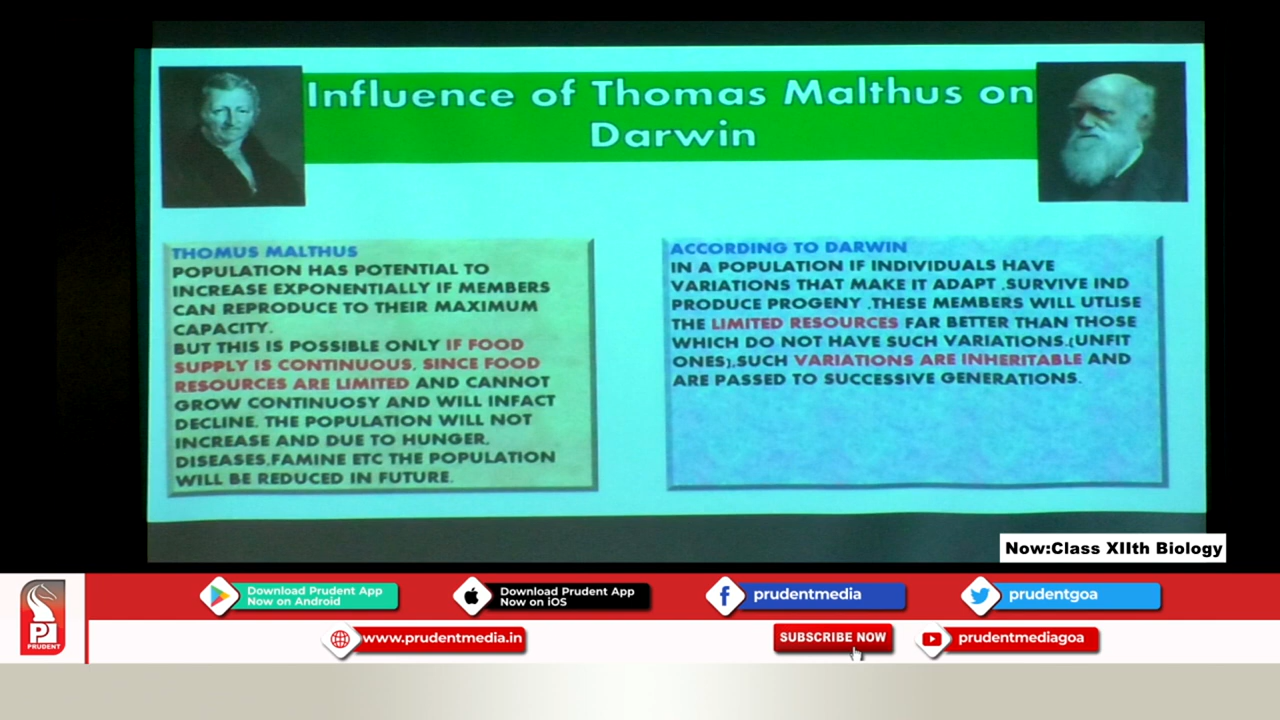 Influence of Thomas Malthus on
Darwin
THOMUS MALTHUS
POPULATION HAS POTENTIAL TO
INCREASE EXPONENTIALLY IF MEMBERS
CAN REPRODUCE TO THEIR MAXIMUM
CAPACITY.
BUT THIS IS POSSIBLE ONLY IF FOOD
SUPPLY IS CONTINUOUS, SINCE FOOD
RESOURCES ARE LIMITED AND CANNOT
GROW CONTINUOSY AND WILL INFACT
DECLINE. THE POPULATION WILL NOT
INCREASE AND DUE TO HUNGER,
DISEASES,FAMINE ETC THE POPULATION
WILL BE REDUCED IN FUTURE.
ACCORDING TO DARWIN
IN A POPULATION IF INDIVIDUALS HAVE
VARIATIONS THAT MAKE IT ADAPT ,SURVIVE IND
PRODUCE PROGENY .THESE MEMBERS WILL UTLISE
THE LIMITED RESOURCES FAR BETTER THAN THOSE
WHICH DO NOT HAVE SUCH VARIATIONS.(UNFIT
ONES),SUCH VARIATIONS ARE INHERITABLE AND
ARE PASSED TO SUCCESSIVE GENERATIONS.
Now:Class XIIth Biology
Download Prudent App
Now on Android
Download Prudent App
Now on iOS
prudentmedia
prudentgoa
PRUDENT
www.prudentmedia.in
SUBSCRIBE NOW
prudentmediagoa